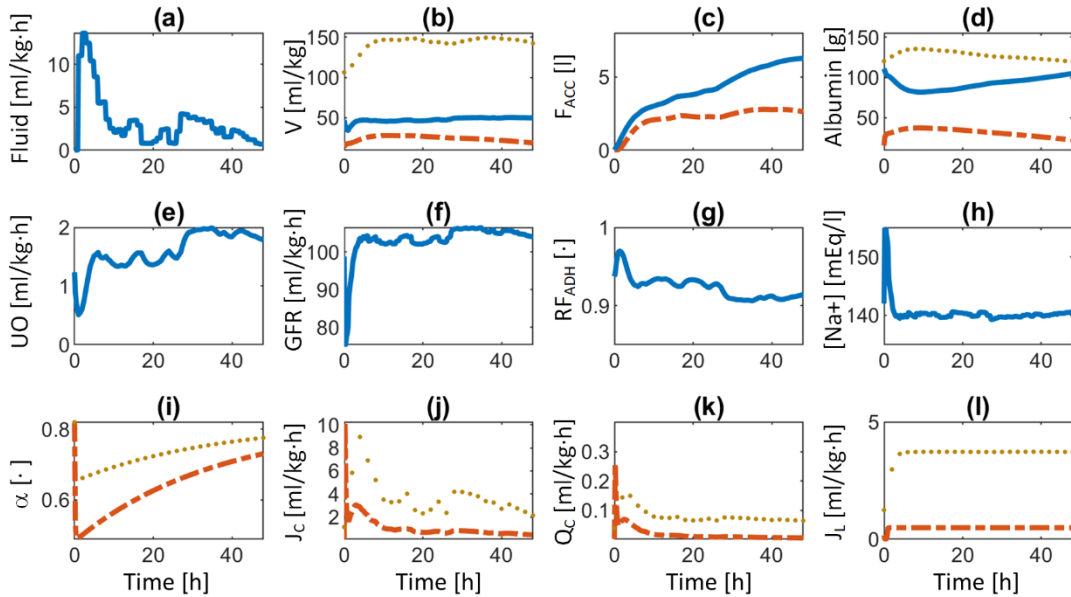 (a) (b) (c) (d)
Fluid [ml/kg·h]
10
5
0
0 20 40
V [ml/kg]
150
100
50
0 20 40
F_ACC [l]
5
0
0 20 40
Albumin [g]
150
100
50
0 20 40
(e) (f) (g) (h)
UO [ml/kg·h]
2
1
0
0 20 40
GFR [ml/kg·h]
100
90
80
0 20 40
RF_ADH [·]
1
0.9
0 20 40
[Na+] [mEq/l]
150
140
0 20 40
(i) (j) (k) (l)
α [·]
0.8
0.6
0 20 40
Time [h]
J_C [ml/kg·h]
10
8
6
4
2
0 20 40
Time [h]
Q_C [ml/kg·h]
0.3
0.2
0.1
0 20 40
Time [h]
J_L [ml/kg·h]
5
0
0 20 40
Time [h]